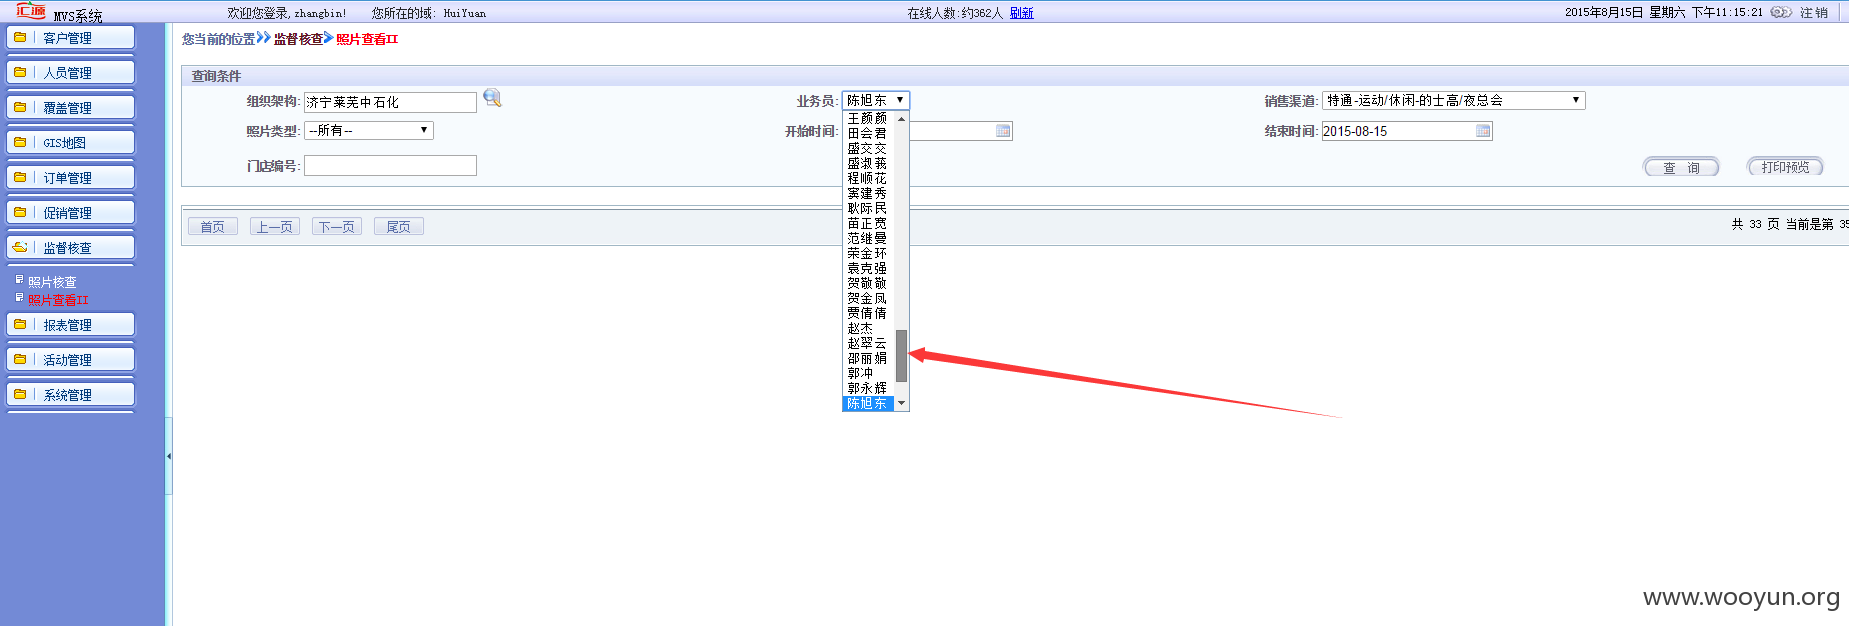 汇源 MVS系统 欢迎您登录,zhangbin! 您所在的域: HuiYuan 在线人数:约362人 刷新 2015年8月15日 星期六 下午11:15:21 注 销
客户管理
人员管理
覆盖管理
GIS地图
订单管理
促销管理
监督核查
照片核查
照片查看II
报表管理
活动管理
系统管理
您当前的位置 监督核查 照片查看II
查询条件
组织架构: 济宁莱芜中石化 业务员: 陈旭东 销售渠道: 特通-运动/休闲-的士高/夜总会
照片类型: --所有-- 开始时间: 结束时间: 2015-08-15
门店编号:
查 询 打印预览
王颜颜
田会君
盛交交
盛淑莪
程顺花
窦建秀
耿际民
苗正宽
范维曼
荣金环
袁克强
贺敬敬
贺金凤
贾倩倩
赵杰
赵翠云
邵丽娟
郭冲
郭永辉
陈旭东
首页 上一页 下一页 尾页 共 33 页 当前是第 35
www.wooyun.org